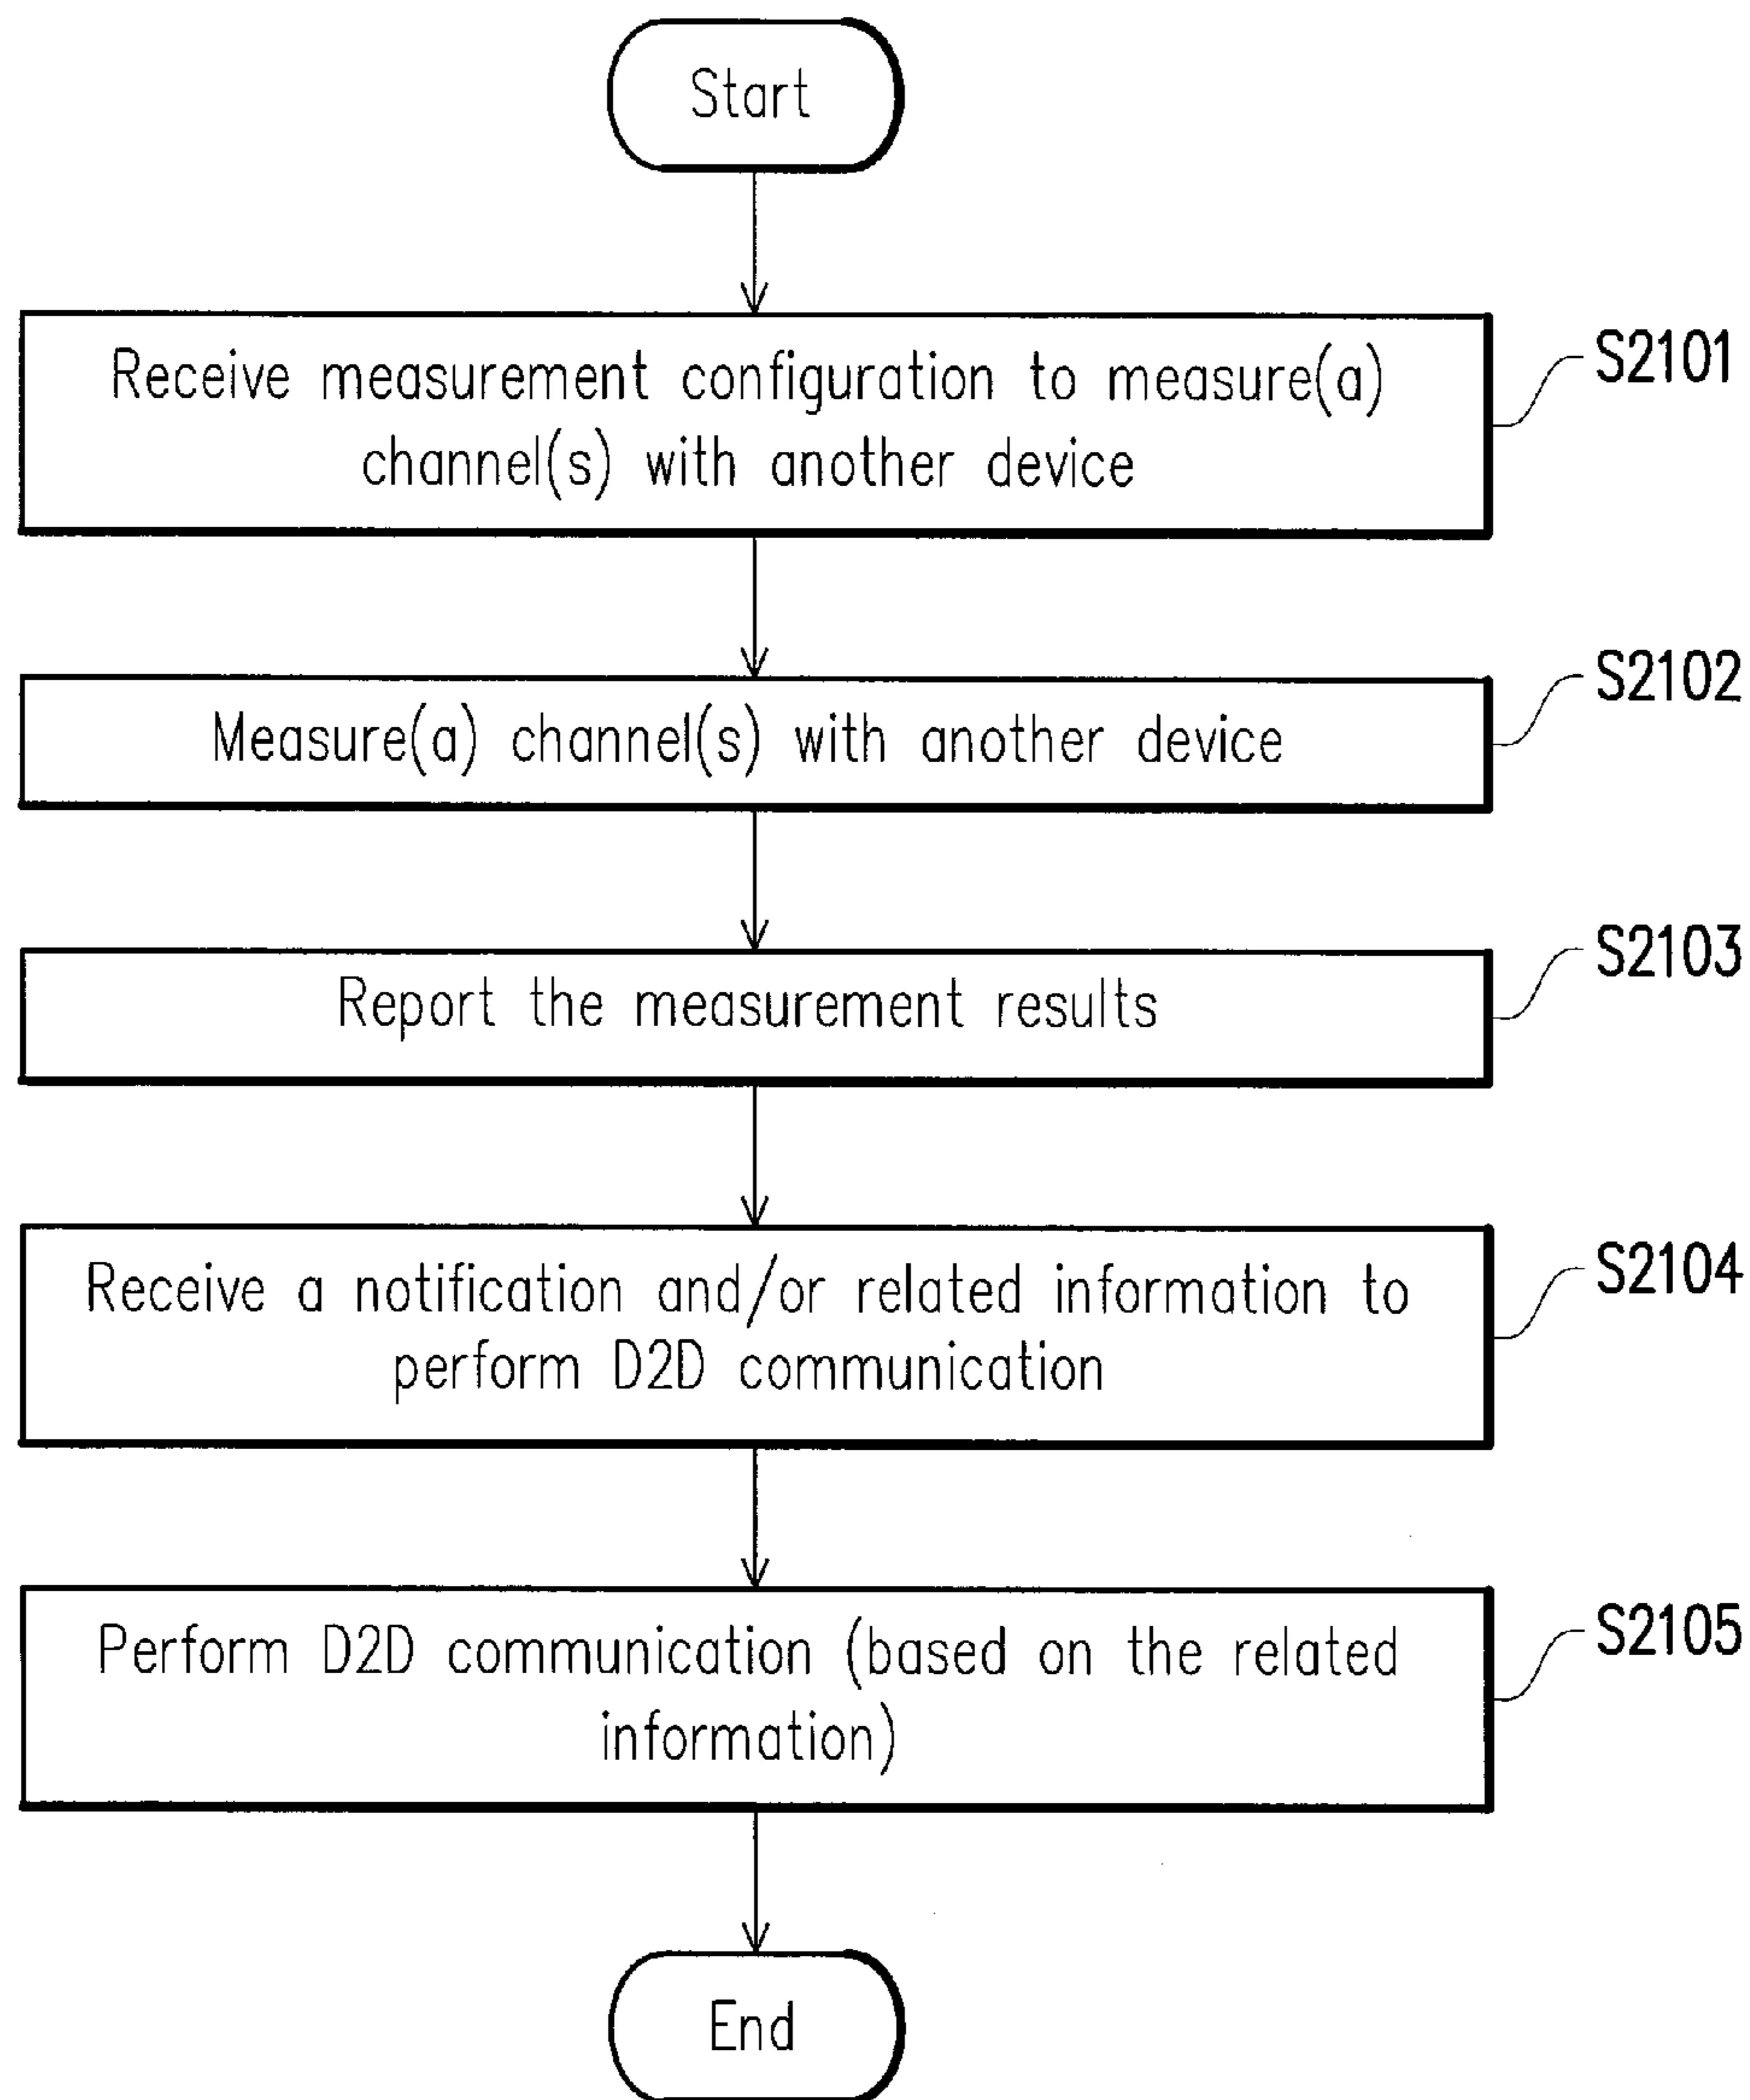 Start
Receive measurement configuration to measure(a)
channel(s) with another device
S2101
Measure(a) channel(s) with another device
S2102
Report the measurement results
S2103
Receive a notification and/or related information to
perform D2D communication
S2104
Perform D2D communication (based on the related
information)
S2105
End